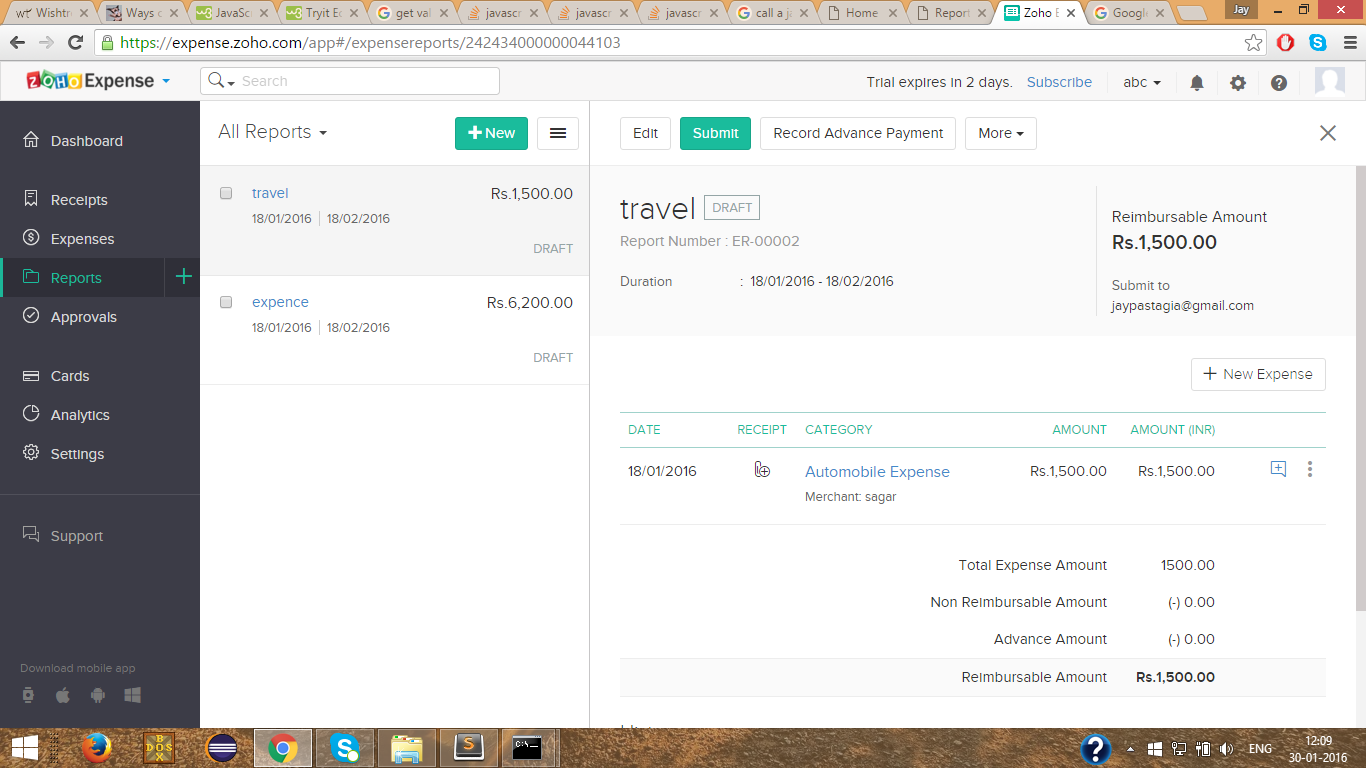 Wishtr
Ways c
JavaSc
Tryit Ec
get val
javascr
javascr
javascr
call a ja
Home
Report
Zoho E
Google
Jay
https://expense.zoho.com/app#/expensereports/242434000000044103
ZOHO Expense
Search
Trial expires in 2 days. Subscribe
abc
Dashboard
Receipts
Expenses
Reports
Approvals
Cards
Analytics
Settings
Support
Download mobile app
All Reports
+ New
travel Rs.1,500.00
18/01/2016 | 18/02/2016
DRAFT
expence Rs.6,200.00
18/01/2016 | 18/02/2016
DRAFT
Edit
Submit
Record Advance Payment
More
travel DRAFT
Report Number : ER-00002
Duration : 18/01/2016 - 18/02/2016
Reimbursable Amount
Rs.1,500.00
Submit to
jaypastagia@gmail.com
+ New Expense
DATE RECEIPT CATEGORY AMOUNT AMOUNT (INR)
18/01/2016 Automobile Expense Rs.1,500.00 Rs.1,500.00
Merchant: sagar
Total Expense Amount 1500.00
Non Reimbursable Amount (-) 0.00
Advance Amount (-) 0.00
Reimbursable Amount Rs.1,500.00
DOS
BOX
ENG
12:09
30-01-2016